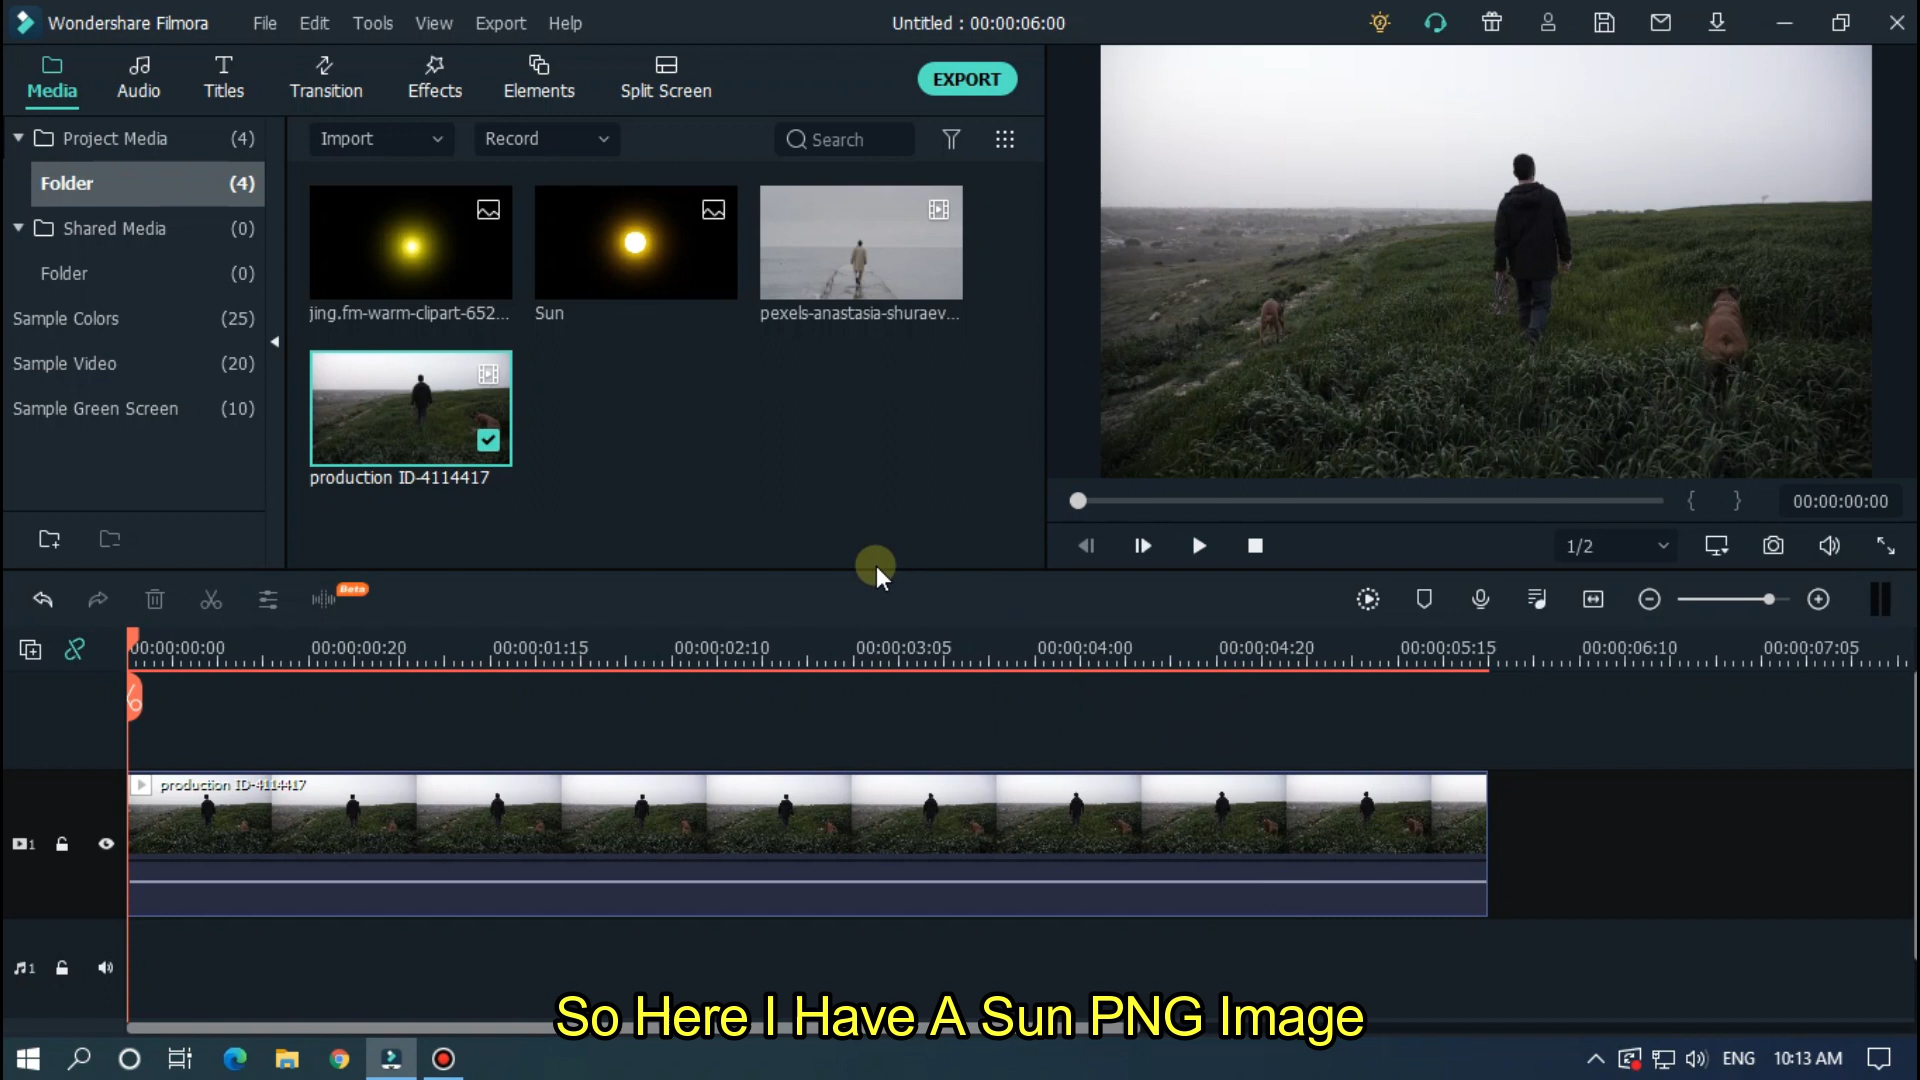 Wondershare Filmora File Edit Tools View Export Help Untitled : 00:00:06:00
Media Audio Titles Transition Effects Elements Split Screen EXPORT
Project Media (4)
Folder (4)
Shared Media (0)
Folder (0)
Sample Colors (25)
Sample Video (20)
Sample Green Screen (10)
Import Record Search
jing.fm-warm-clipart-652... Sun pexels-anastasia-shuraev...
production ID-4114417
{ } 00:00:00:00
1/2
Beta
00:00:00:00 00:00:00:20 00:00:01:15 00:00:02:10 00:00:03:05 00:00:04:00 00:00:04:20 00:00:05:15 00:00:06:10 00:00:07:05
production ID-4114417
1
1
So Here I Have A Sun PNG Image
ENG 10:13 AM